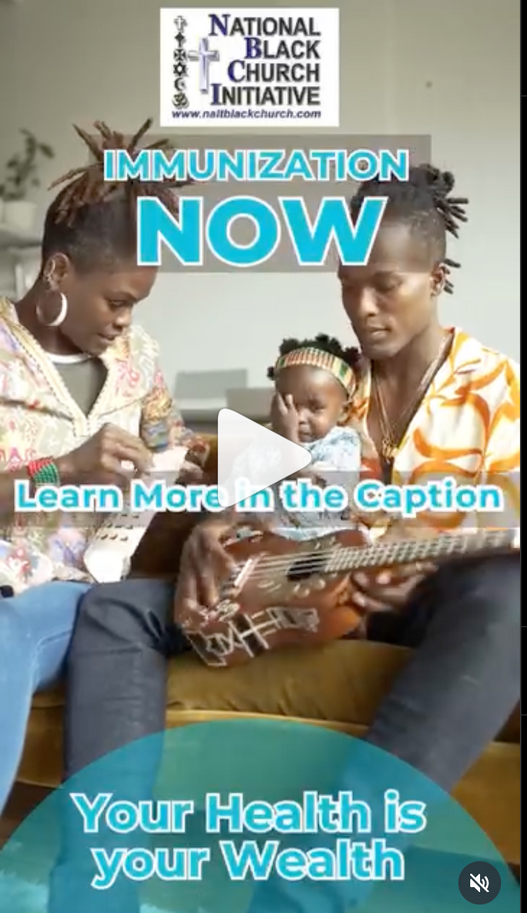 NATIONAL
BLACK
CHURCH
INITIATIVE
www.naltblackchurch.com
IMMUNIZATION
NOW
Learn More in the Caption
Your Health is
your Wealth